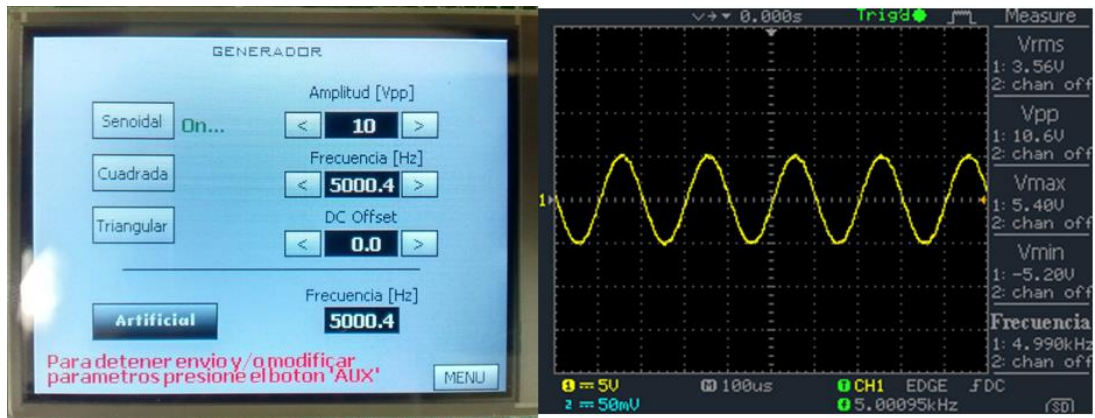 GENERADOR
Amplitud [Vpp]
Senoidal On... < 10 >
Frecuencia [Hz]
Cuadrada < 5000.4 >
DC Offset
Triangular < 0.0 >
Frecuencia [Hz]
Artificial 5000.4
Para detener envio y/o modificar
parametros presione el boton 'AUX'
MENU
0.000s Trig'd Measure
Vrms
1: 3.56V
2: chan off
Vpp
1: 10.6V
2: chan off
Vmax
1: 5.40V
2: chan off
Vmin
1: -5.20V
2: chan off
Frecuencia
1: 4.990kHz
2: chan off
1
1 5V M 100us CH1 EDGE DC
2 50mV 5.00095kHz SD